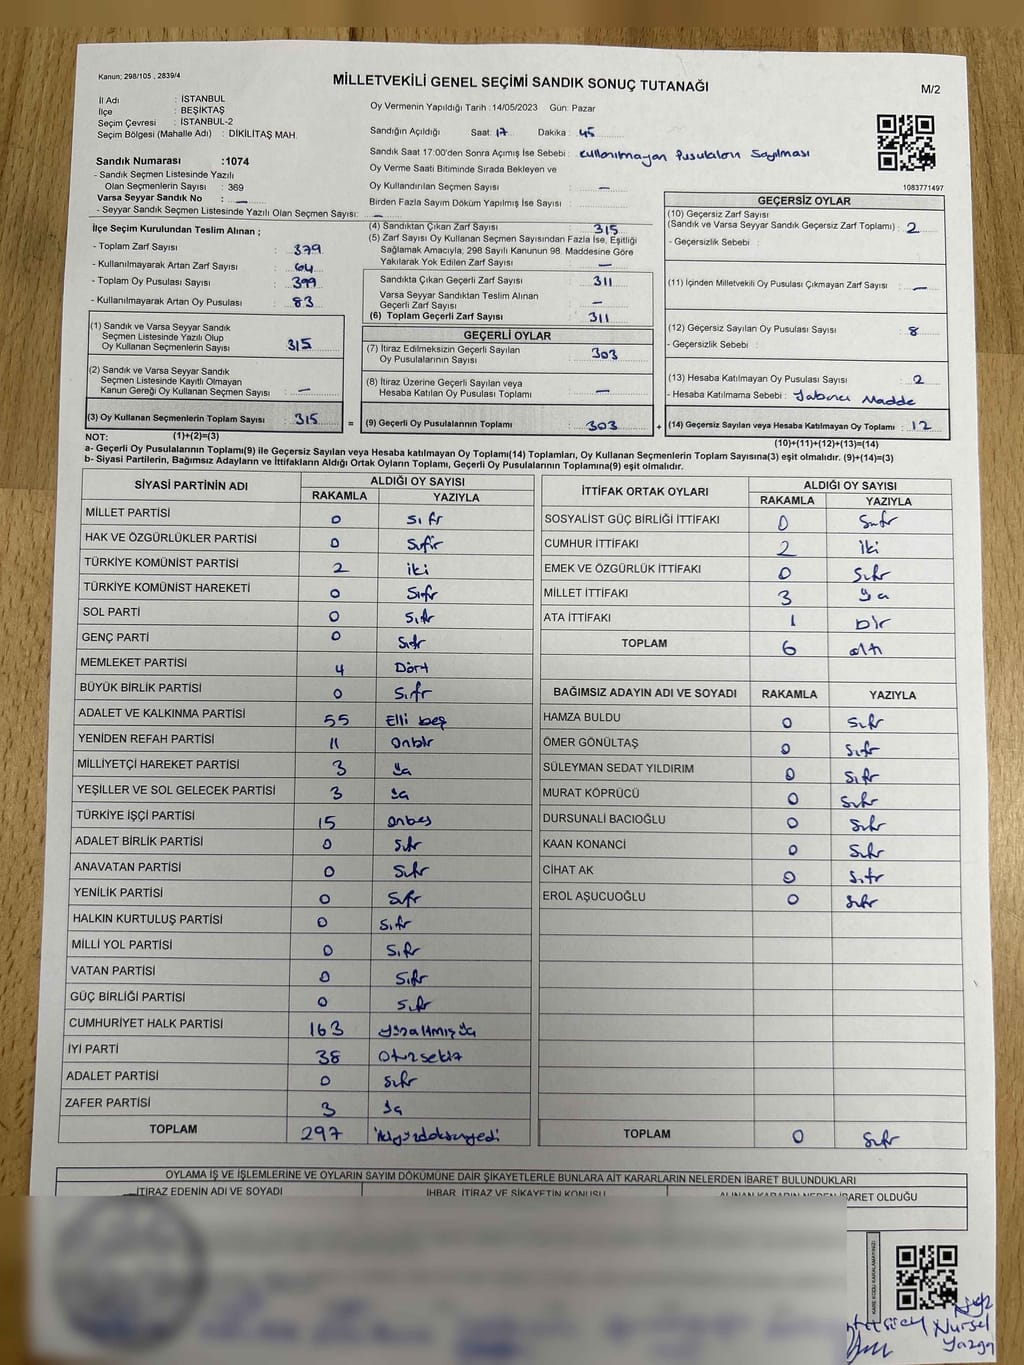 Kanun; 298/105 , 2839/4
MİLLETVEKİLİ GENEL SEÇİMİ SANDIK SONUÇ TUTANAĞI
M/2
İl Adı : İSTANBUL
İlçe : BEŞİKTAŞ
Seçim Çevresi : İSTANBUL-2
Seçim Bölgesi (Mahalle Adı) : DİKİLİTAŞ MAH.
Sandık Numarası :1074
- Sandık Seçmen Listesinde Yazılı
Olan Seçmenlerin Sayısı : 369
Varsa Seyyar Sandık No : —
- Seyyar Sandık Seçmen Listesinde Yazılı Olan Seçmen Sayısı: —
Oy Vermenin Yapıldığı Tarih :14/05/2023 Gün: Pazar
Sandığın Açıldığı Saat: 17 Dakika : 45
Sandık Saat 17:00'den Sonra Açımış İse Sebebi : kullanılmayan Pusulaların Sayılması
Oy Verme Saati Bitiminde Sırada Bekleyen ve
Oy Kullandırılan Seçmen Sayısı : —
Birden Fazla Sayım Döküm Yapılmış İse Sayısı :
1083771497
İlçe Seçim Kurulundan Teslim Alınan ;
- Toplam Zarf Sayısı : 379
- Kullanılmayarak Artan Zarf Sayısı : 64
- Toplam Oy Pusulası Sayısı : 399
- Kullanılmayarak Artan Oy Pusulası : 83
(1) Sandık ve Varsa Seyyar Sandık
Seçmen Listesinde Yazılı Olup
Oy Kullanan Seçmenlerin Sayısı : 315
(2) Sandık ve Varsa Seyyar Sandık
Seçmen Listesinde Kayıtlı Olmayan
Kanun Gereği Oy Kullanan Seçmen Sayısı : —
(3) Oy Kullanan Seçmenlerin Toplam Sayısı : 315 =
(4) Sandıktan Çıkan Zarf Sayısı : 315
(5) Zarf Sayısı Oy Kullanan Seçmen Sayısından Fazla İse, Eşitliği
Sağlamak Amacıyla, 298 Sayılı Kanunun 98. Maddesine Göre
Yakılarak Yok Edilen Zarf Sayısı : —
Sandıkta Çıkan Geçerli Zarf Sayısı : 311
Varsa Seyyar Sandıktan Teslim Alınan
Geçerli Zarf Sayısı : —
(6) Toplam Geçerli Zarf Sayısı : 311
GEÇERLİ OYLAR
(7) İtiraz Edilmeksizin Geçerli Sayılan
Oy Pusulalarının Sayısı : 303
(8) İtiraz Üzerine Geçerli Sayılan veya
Hesaba Katılan Oy Pusulası Toplamı : —
(9) Geçerli Oy Pusulalarının Toplamı : 303 +
GEÇERSİZ OYLAR
(10) Geçersiz Zarf Sayısı
(Sandık ve Varsa Seyyar Sandık Geçersiz Zarf Toplamı) : 2
- Geçersizlik Sebebi :
(11) İçinden Milletvekili Oy Pusulası Çıkmayan Zarf Sayısı : —
(12) Geçersiz Sayılan Oy Pusulası Sayısı : 8
- Geçersizlik Sebebi :
(13) Hesaba Katılmayan Oy Pusulası Sayısı : 2
- Hesaba Katılmama Sebebi : Yabancı Madde
(14) Geçersiz Sayılan veya Hesaba Katılmayan Oy Toplamı : 12
NOT: (1)+(2)=(3)
(10)+(11)+(12)+(13)=(14)
a- Geçerli Oy Pusulalarının Toplamı(9) ile Geçersiz Sayılan veya Hesaba katılmayan Oy Toplamı(14) Toplamları, Oy Kullanan Seçmenlerin Toplam Sayısına(3) eşit olmalıdır. (9)+(14)=(3)
b- Siyasi Partilerin, Bağımsız Adayların ve İttifakların Aldığı Ortak Oyların Toplamı, Geçerli Oy Pusulalarının Toplamına(9) eşit olmalıdır.
SİYASİ PARTİNİN ADI ALDIĞI OY SAYISI
RAKAMLA YAZIYLA
MİLLET PARTİSİ 0 Sıfır
HAK VE ÖZGÜRLÜKLER PARTİSİ 0 Sıfır
TÜRKİYE KOMÜNİST PARTİSİ 2 iki
TÜRKİYE KOMÜNİST HAREKETİ 0 Sıfır
SOL PARTİ 0 Sıfır
GENÇ PARTİ 0 Sıfır
MEMLEKET PARTİSİ 4 Dört
BÜYÜK BİRLİK PARTİSİ 0 Sıfır
ADALET VE KALKINMA PARTİSİ 55 Elli beş
YENİDEN REFAH PARTİSİ 11 Onbir
MİLLİYETÇİ HAREKET PARTİSİ 3 üç
YEŞİLLER VE SOL GELECEK PARTİSİ 3 üç
TÜRKİYE İŞÇİ PARTİSİ 15 onbeş
ADALET BİRLİK PARTİSİ 0 Sıfır
ANAVATAN PARTİSİ 0 Sıfır
YENİLİK PARTİSİ 0 Sıfır
HALKIN KURTULUŞ PARTİSİ 0 Sıfır
MİLLİ YOL PARTİSİ 0 Sıfır
VATAN PARTİSİ 0 Sıfır
GÜÇ BİRLİĞİ PARTİSİ 0 Sıfır
CUMHURİYET HALK PARTİSİ 163 yüzaltmışüç
İYİ PARTİ 38 otuzsekiz
ADALET PARTİSİ 0 Sıfır
ZAFER PARTİSİ 3 üç
TOPLAM 297 ikiyüzdoksanyedi
İTTİFAK ORTAK OYLARI ALDIĞI OY SAYISI
RAKAMLA YAZIYLA
SOSYALİST GÜÇ BİRLİĞİ İTTİFAKI 0 Sıfır
CUMHUR İTTİFAKI 2 iki
EMEK VE ÖZGÜRLÜK İTTİFAKI 0 Sıfır
MİLLET İTTİFAKI 3 üç
ATA İTTİFAKI 1 bir
TOPLAM 6 altı
BAĞIMSIZ ADAYIN ADI VE SOYADI RAKAMLA YAZIYLA
HAMZA BULDU 0 Sıfır
ÖMER GÖNÜLTAŞ 0 Sıfır
SÜLEYMAN SEDAT YILDIRIM 0 Sıfır
MURAT KÖPRÜCÜ 0 Sıfır
DURSUNALİ BACIOĞLU 0 Sıfır
KAAN KONANCİ 0 Sıfır
CİHAT AK 0 Sıfır
EROL AŞUCUOĞLU 0 Sıfır
TOPLAM 0 Sıfır
OYLAMA İŞ VE İŞLEMLERİNE VE OYLARIN SAYIM DÖKÜMÜNE DAİR ŞİKAYETLERLE BUNLARA AİT KARARLARIN NELERDEN İBARET BULUNDUKLARI
İTİRAZ EDENİN ADI VE SOYADI İHBAR, İTİRAZ VE ŞİKAYETİN KONUSU ALINAN KARARIN NEDEN İBARET OLDUĞU
KARE KODU KARALAMAYINIZ!
Nursel
Yazgı